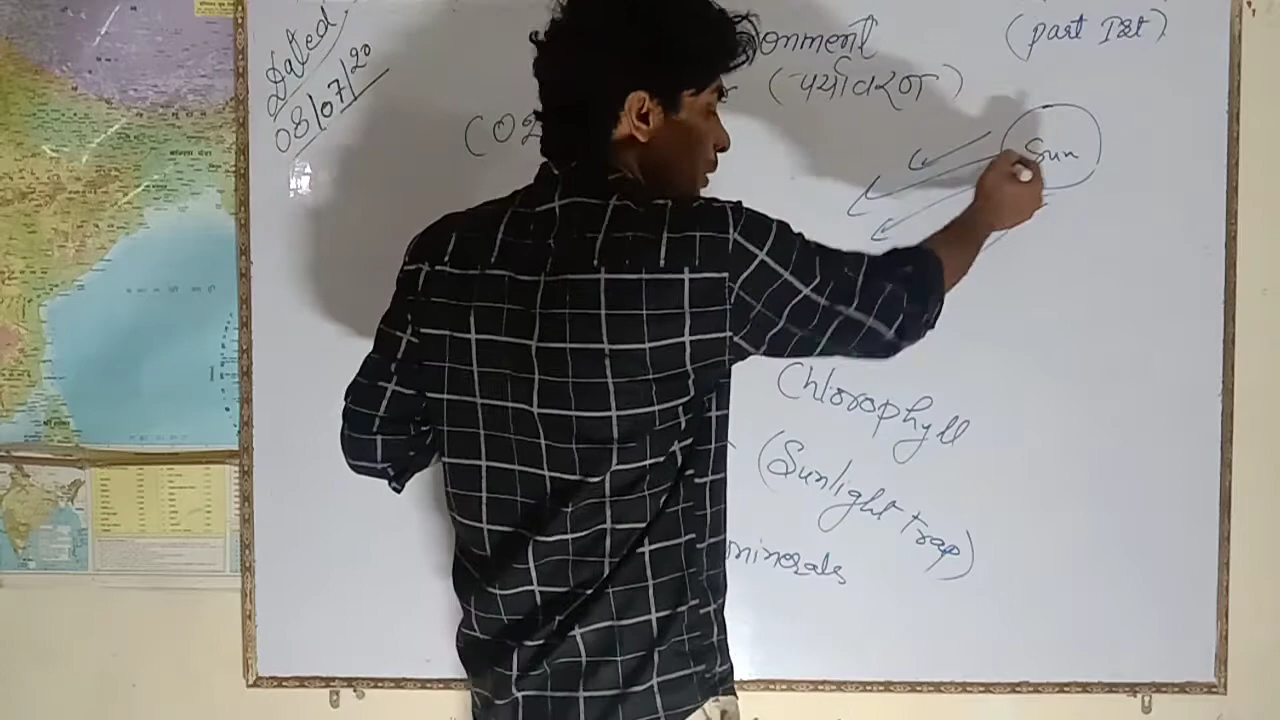 Dated
08/07/20
onment
(part Ist)
(पर्यावरण)
CO2
Sun
Chlorophyll
(Sunlight trap)
minerals